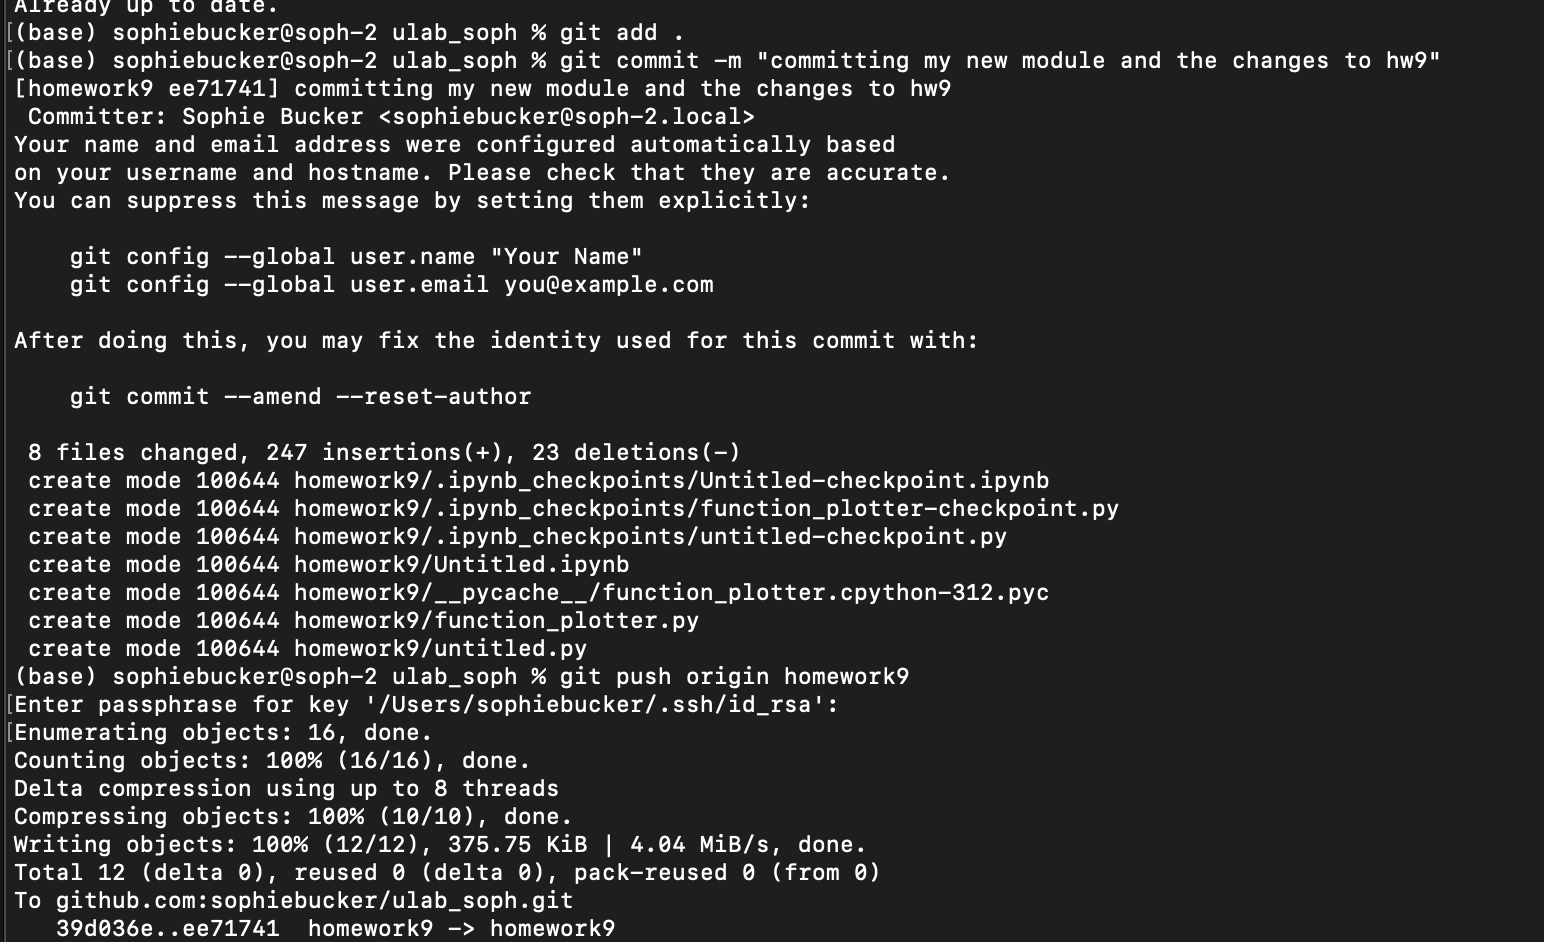 Already up to date.
[(base) sophiebucker@soph-2 ulab_soph % git add .
[(base) sophiebucker@soph-2 ulab_soph % git commit -m "committing my new module and the changes to hw9"
[homework9 ee71741] committing my new module and the changes to hw9
 Committer: Sophie Bucker <sophiebucker@soph-2.local>
Your name and email address were configured automatically based
on your username and hostname. Please check that they are accurate.
You can suppress this message by setting them explicitly:

    git config --global user.name "Your Name"
    git config --global user.email you@example.com

After doing this, you may fix the identity used for this commit with:

    git commit --amend --reset-author

 8 files changed, 247 insertions(+), 23 deletions(-)
 create mode 100644 homework9/.ipynb_checkpoints/Untitled-checkpoint.ipynb
 create mode 100644 homework9/.ipynb_checkpoints/function_plotter-checkpoint.py
 create mode 100644 homework9/.ipynb_checkpoints/untitled-checkpoint.py
 create mode 100644 homework9/Untitled.ipynb
 create mode 100644 homework9/__pycache__/function_plotter.cpython-312.pyc
 create mode 100644 homework9/function_plotter.py
 create mode 100644 homework9/untitled.py
(base) sophiebucker@soph-2 ulab_soph % git push origin homework9
[Enter passphrase for key '/Users/sophiebucker/.ssh/id_rsa':
[Enumerating objects: 16, done.
Counting objects: 100% (16/16), done.
Delta compression using up to 8 threads
Compressing objects: 100% (10/10), done.
Writing objects: 100% (12/12), 375.75 KiB | 4.04 MiB/s, done.
Total 12 (delta 0), reused 0 (delta 0), pack-reused 0 (from 0)
To github.com:sophiebucker/ulab_soph.git
   39d036e..ee71741  homework9 -> homework9